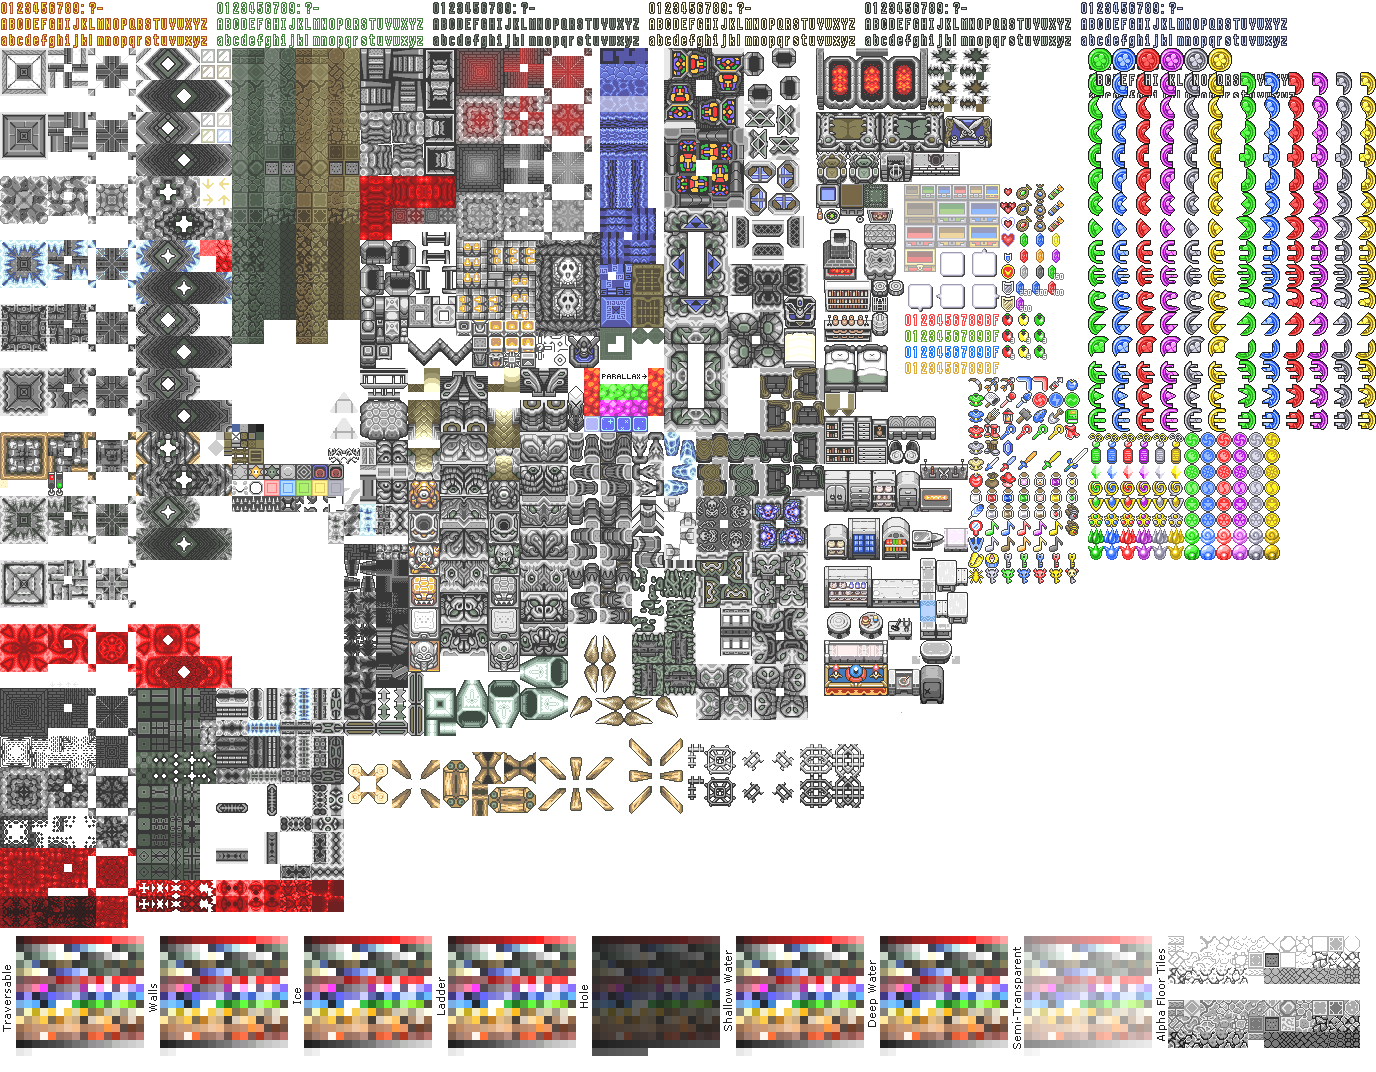 0123456789:?- 0123456789:?- 0123456789:?- 0123456789:?- 0123456789:?- 0123456789:?-
ABCDEFGHIJKLMNOPQRSTUVWXYZ ABCDEFGHIJKLMNOPQRSTUVWXYZ ABCDEFGHIJKLMNOPQRSTUVWXYZ ABCDEFGHIJKLMNOPQRSTUVWXYZ ABCDEFGHIJKLMNOPQRSTUVWXYZ ABCDEFGHIJKLMNOPQRSTUVWXYZ
abcdefghijklmnopqrstuvwxyz abcdefghijklmnopqrstuvwxyz abcdefghijklmnopqrstuvwxyz abcdefghijklmnopqrstuvwxyz abcdefghijklmnopqrstuvwxyz abcdefghijklmnopqrstuvwxyz
0123456789BF
0123456789BF
0123456789BF
0123456789BF
PARALLAX→
Traversable
Walls
Ice
Ladder
Hole
Shallow Water
Deep Water
Semi-Transparent
Alpha Floor Tiles